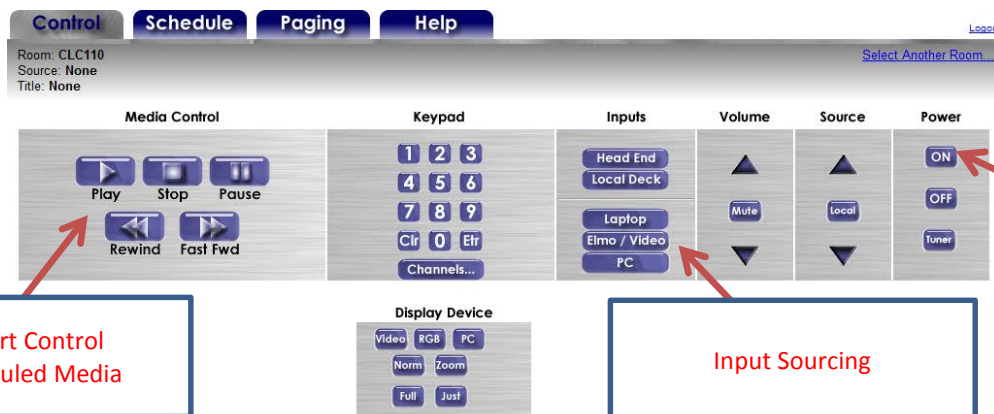 Control Schedule Paging Help
Room: CLC110
Source: None
Title: None
Select Another Room...
Media Control Keypad Inputs Volume Source Power
Play Stop Pause
Rewind Fast Fwd
1 2 3
4 5 6
7 8 9
Clr 0 Etr
Channels...
Head End
Local Deck
Laptop
Elmo / Video
PC
Mute
Local
ON
OFF
Tuner
Display Device
Video RGB PC
Norm Zoom
Full Just
Control
Media
Input Sourcing